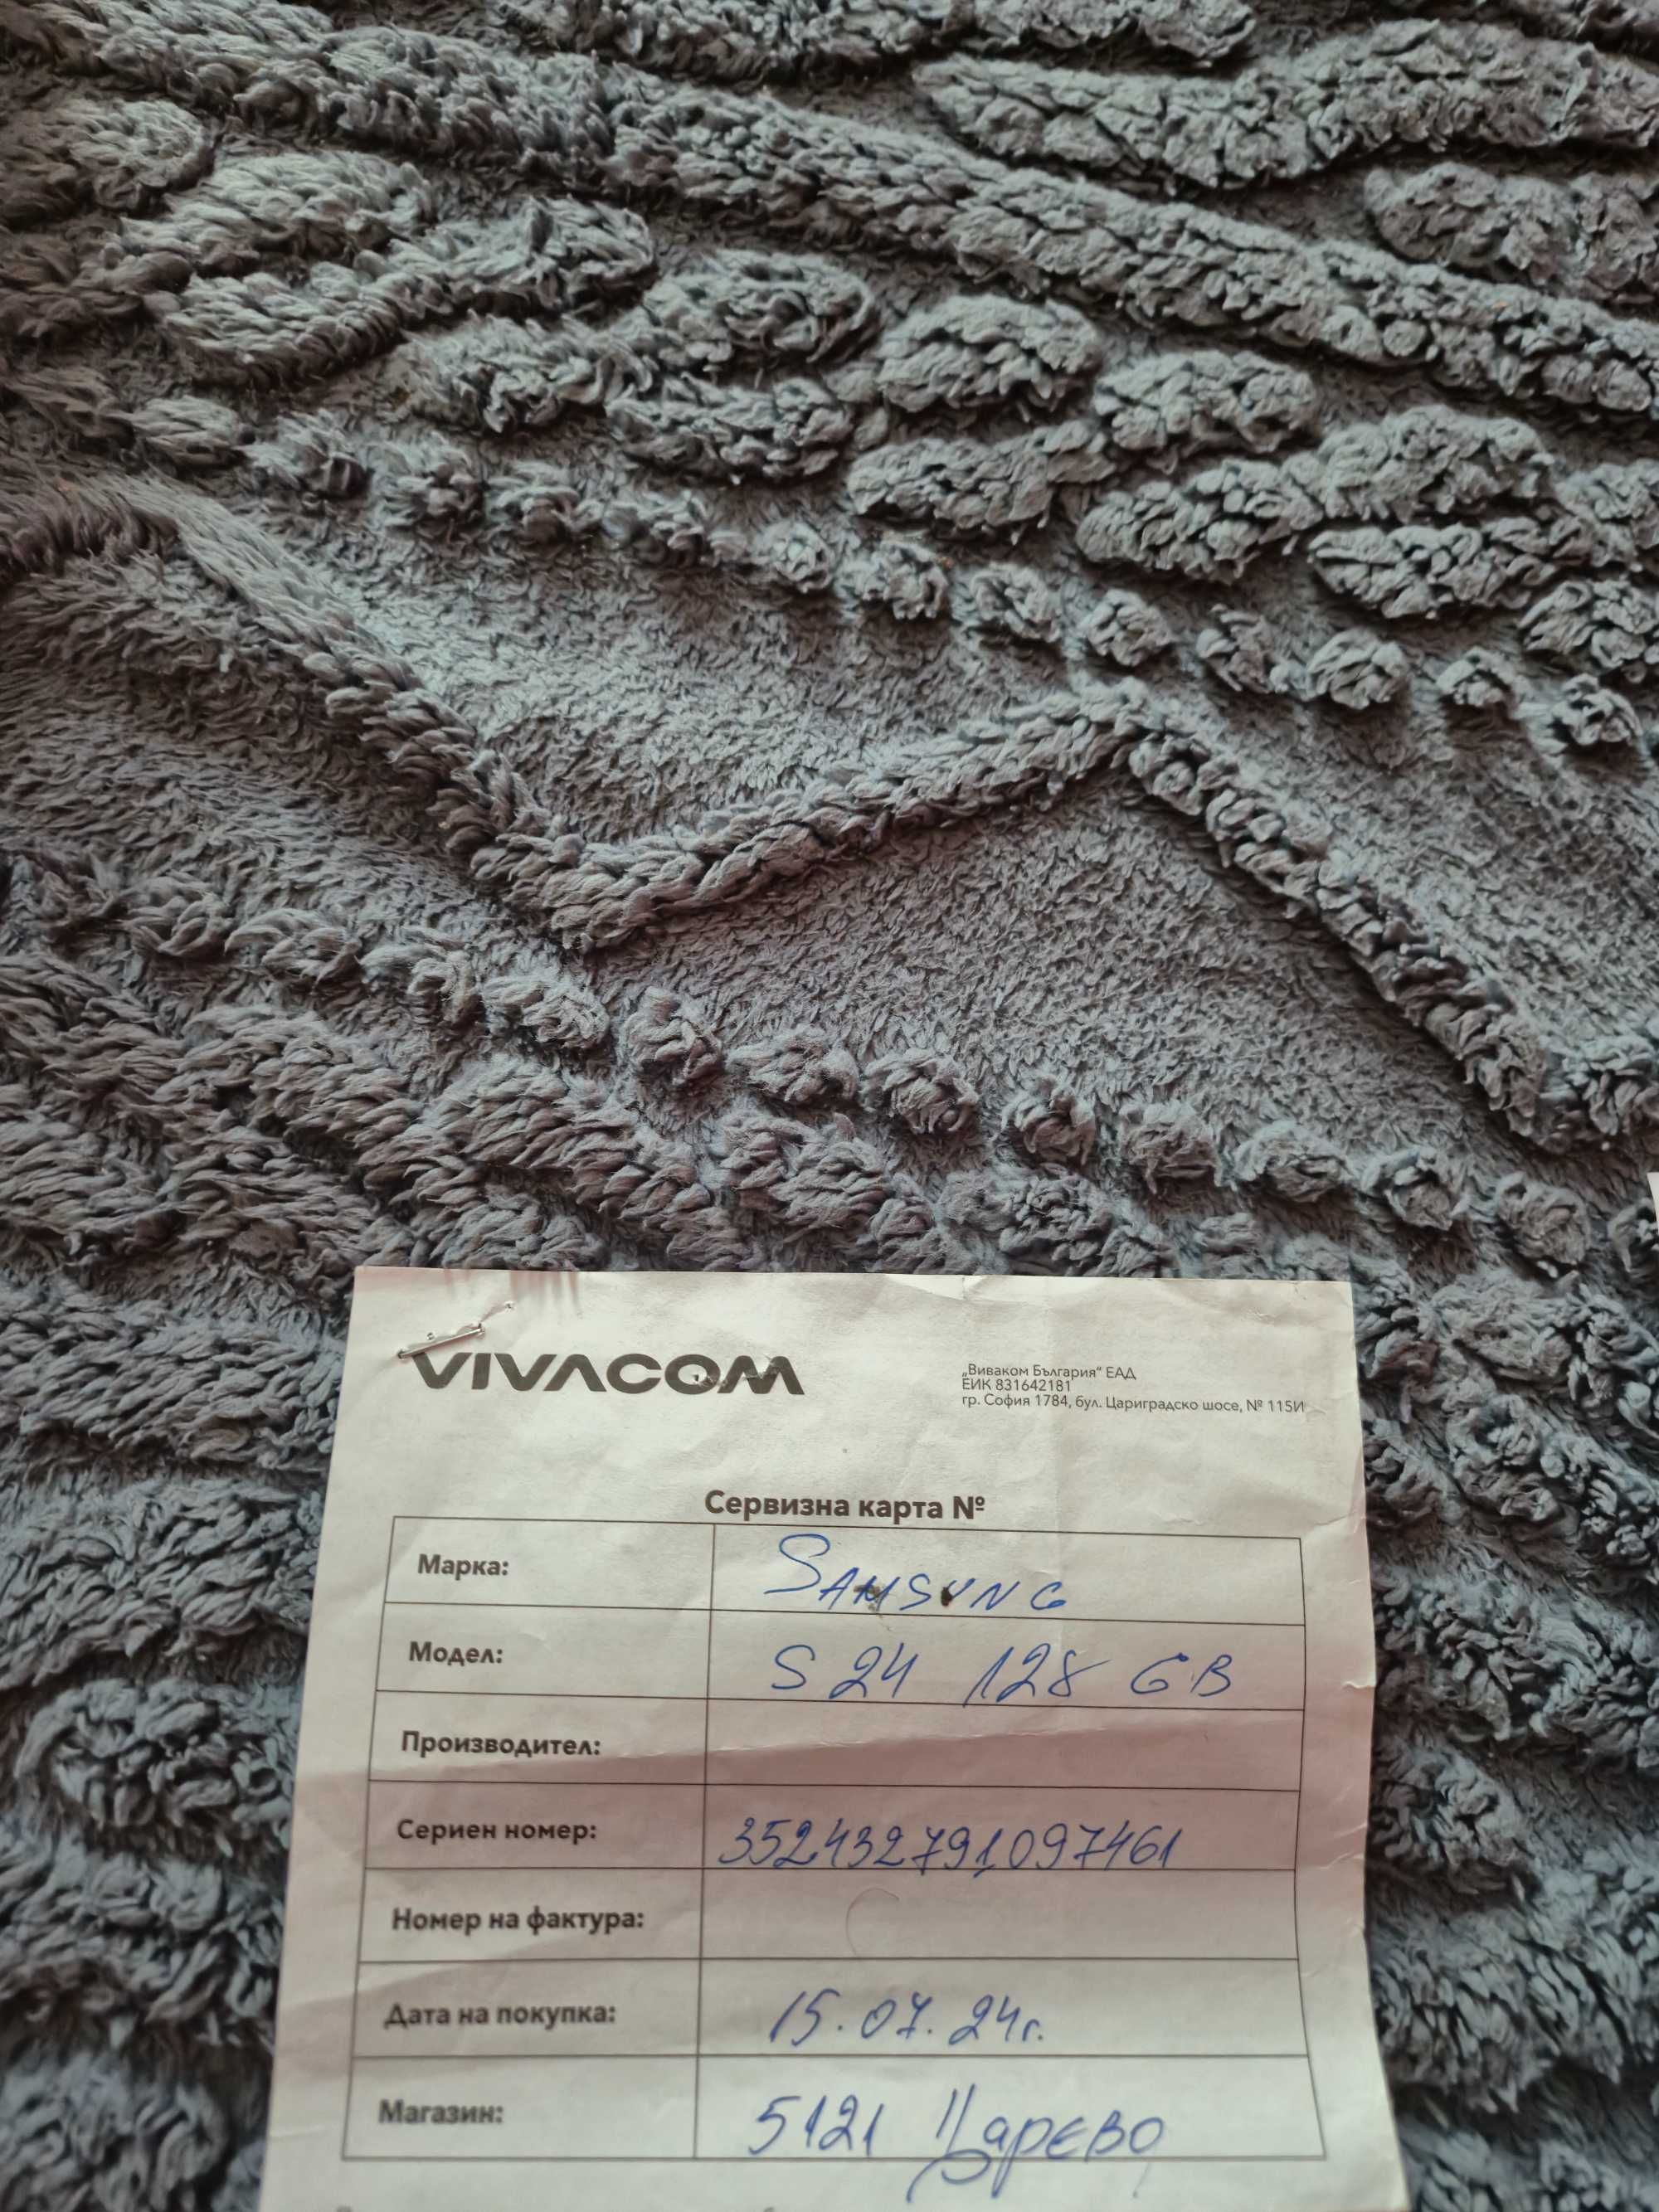 VIVACOM
„Виваком България“ ЕАД
ЕИК 831642181
гр. София 1784, бул. Цариградско шосе, № 115И
Сервизна карта №
Марка: SAMSUNG
Модел: S24 128 GB
Производител:
Сериен номер: 352432791097461
Номер на фактура:
Дата на покупка: 15.07.24г.
Магазин: 5121 Царево